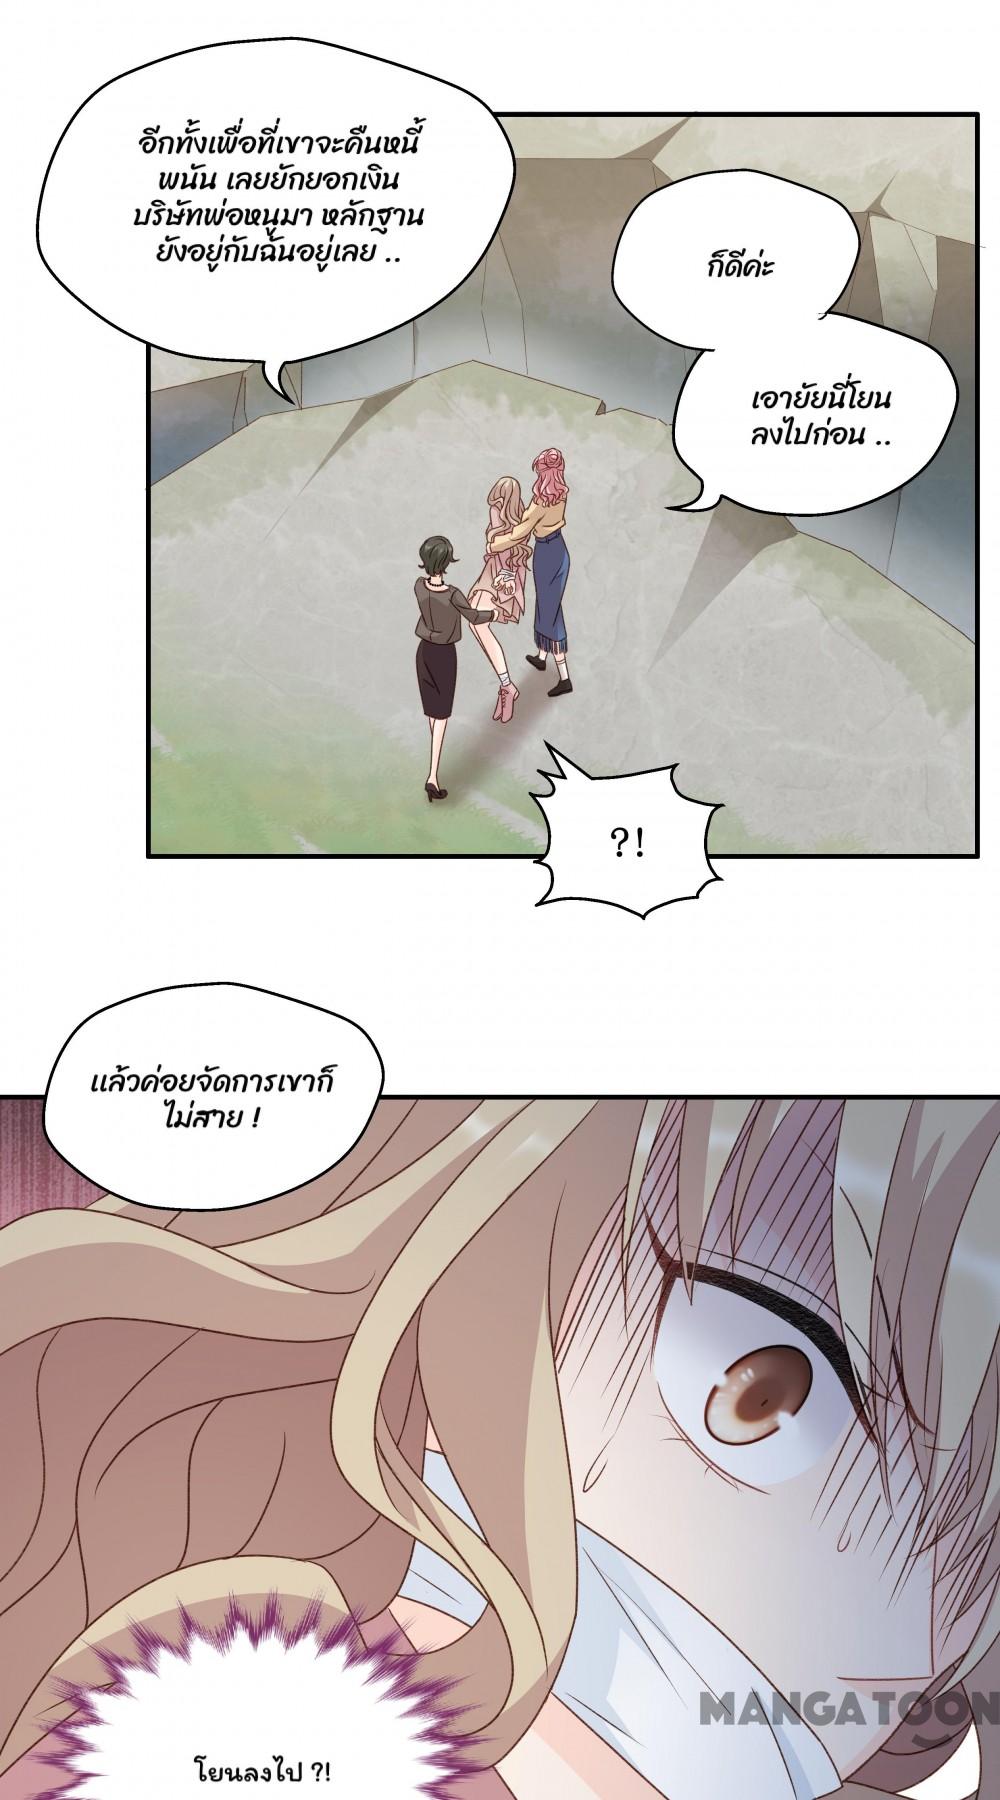 อีกทั้งเพื่อที่เขาจะคืนหนี้
พนัน เลยยักยอกเงิน
บริษัทพ่อหนูมา หลักฐาน
ยังอยู่กับฉันอยู่เลย ..
ก็ดีค่ะ
เอายัยนี่โยน
ลงไปก่อน ..
?!
แล้วค่อยจัดการเขาก็
ไม่สาย !
MANGATOON
โยนลงไป ?!